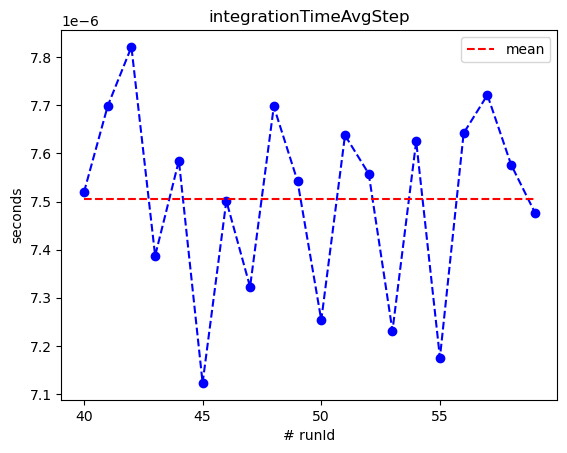 integrationTimeAvgStep
1e−6
mean
7.8
7.7
7.6
7.5
7.4
7.3
7.2
7.1
seconds
40 45 50 55
# runId